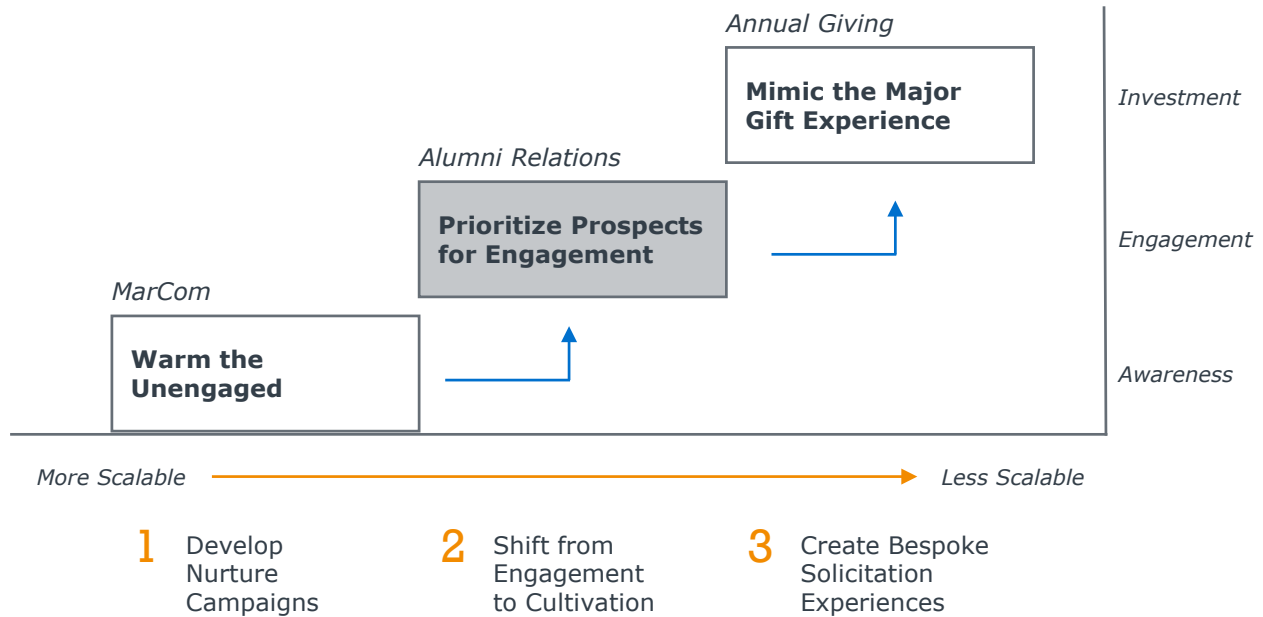 Annual Giving
Mimic the Major
Gift Experience
Investment
Alumni Relations
Prioritize Prospects
for Engagement
Engagement
MarCom
Warm the
Unengaged
Awareness
More Scalable
Less Scalable
1
Develop
Nurture
Campaigns
2
Shift from
Engagement
to Cultivation
3
Create Bespoke
Solicitation
Experiences